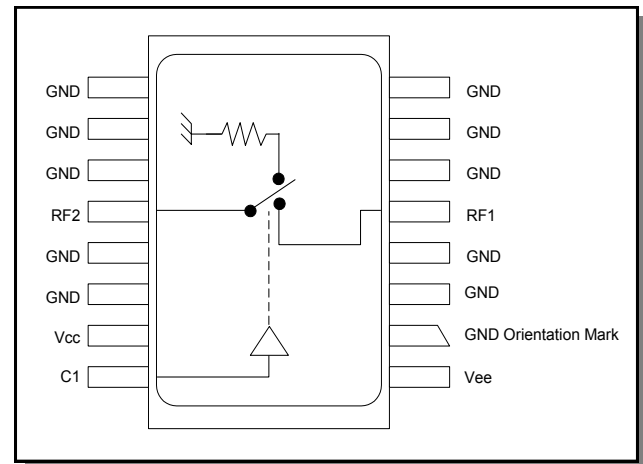 GND
GND
GND
RF2
GND
GND
Vcc
C1
GND
GND
GND
RF1
GND
GND
GND Orientation Mark
Vee